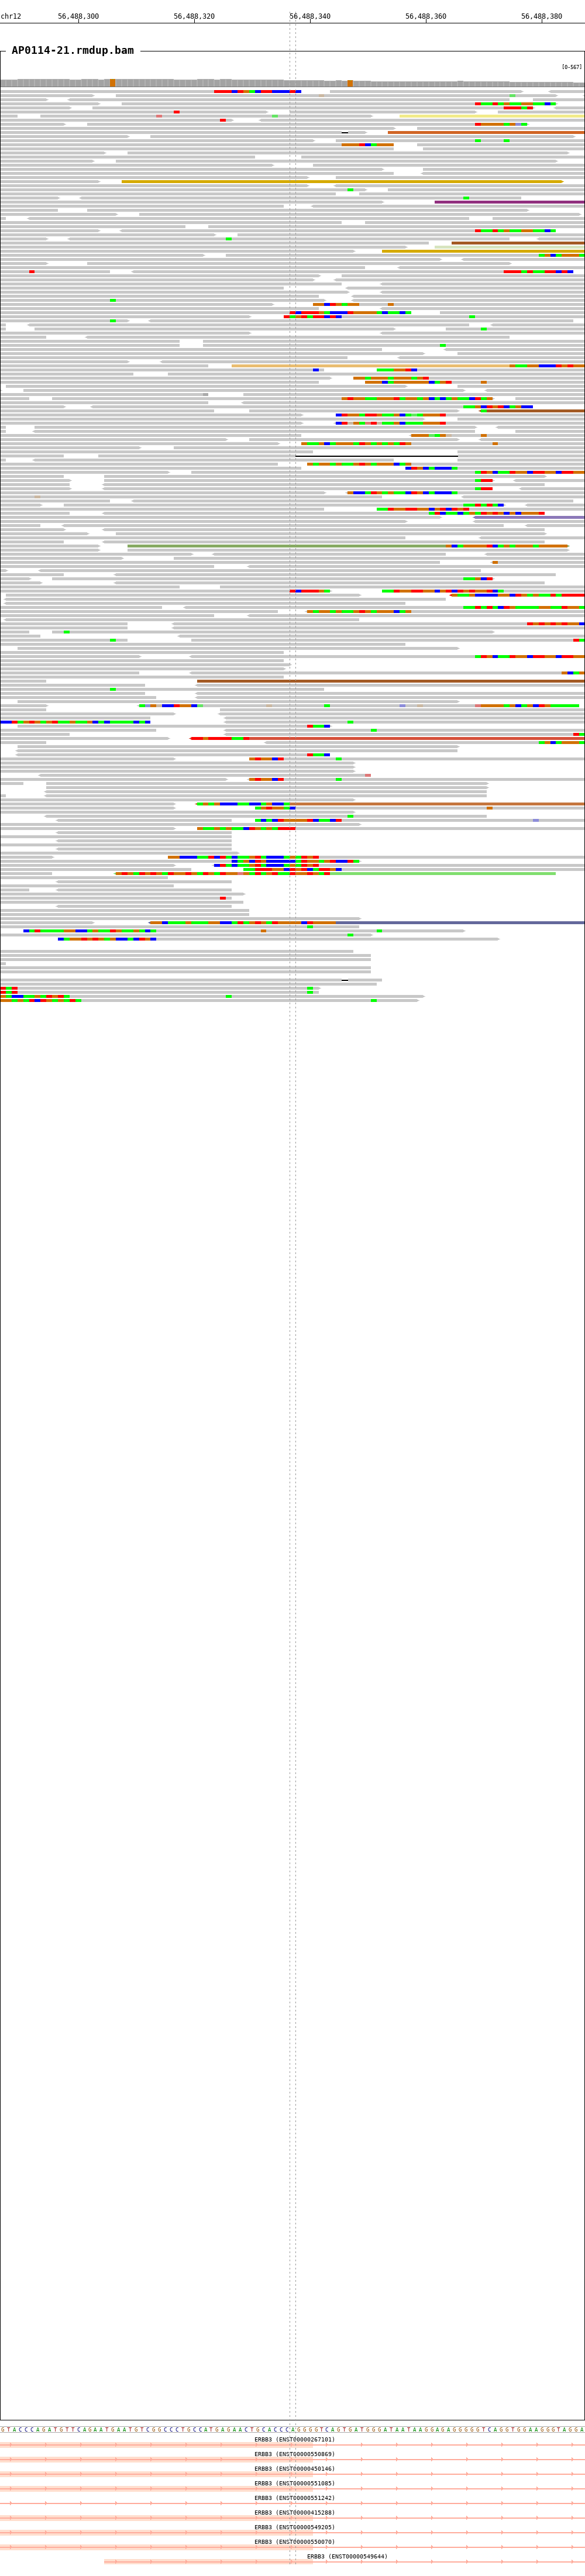 chr12 56,488,300 56,488,320 56,488,340 56,488,360 56,488,380
AP0114-21.rmdup.bam
[0-567]
GTACCCAGATGTTCAGAATGAATGTCGGCCCTGCCATGAGAACTGCACCCAGGGGTCAGTGATGGGATAATAAGGAGAGGGGGTCAGGTGGAAGGGTAGGA
ERBB3 (ENST00000267101)
ERBB3 (ENST00000550869)
ERBB3 (ENST00000450146)
ERBB3 (ENST00000551085)
ERBB3 (ENST00000551242)
ERBB3 (ENST00000415288)
ERBB3 (ENST00000549205)
ERBB3 (ENST00000550070)
ERBB3 (ENST00000549644)